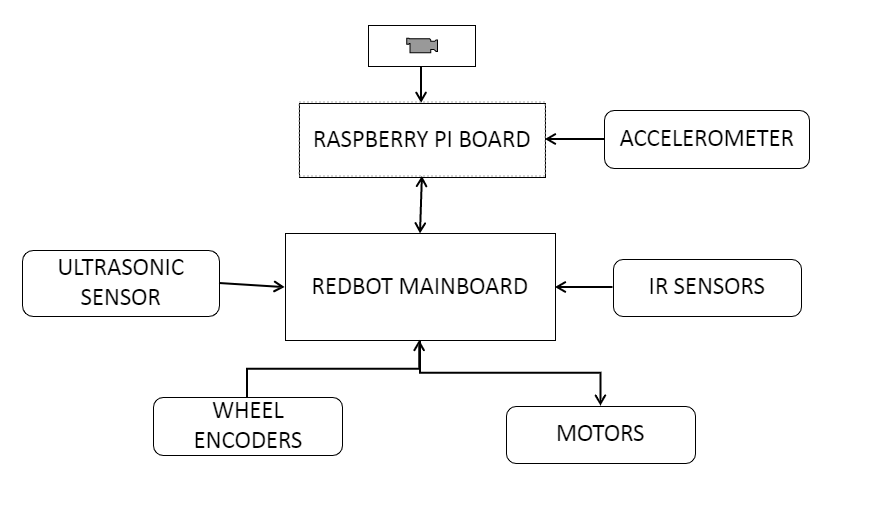 RASPBERRY PI BOARD
ACCELEROMETER
ULTRASONIC
SENSOR
REDBOT MAINBOARD
IR SENSORS
WHEEL
ENCODERS
MOTORS